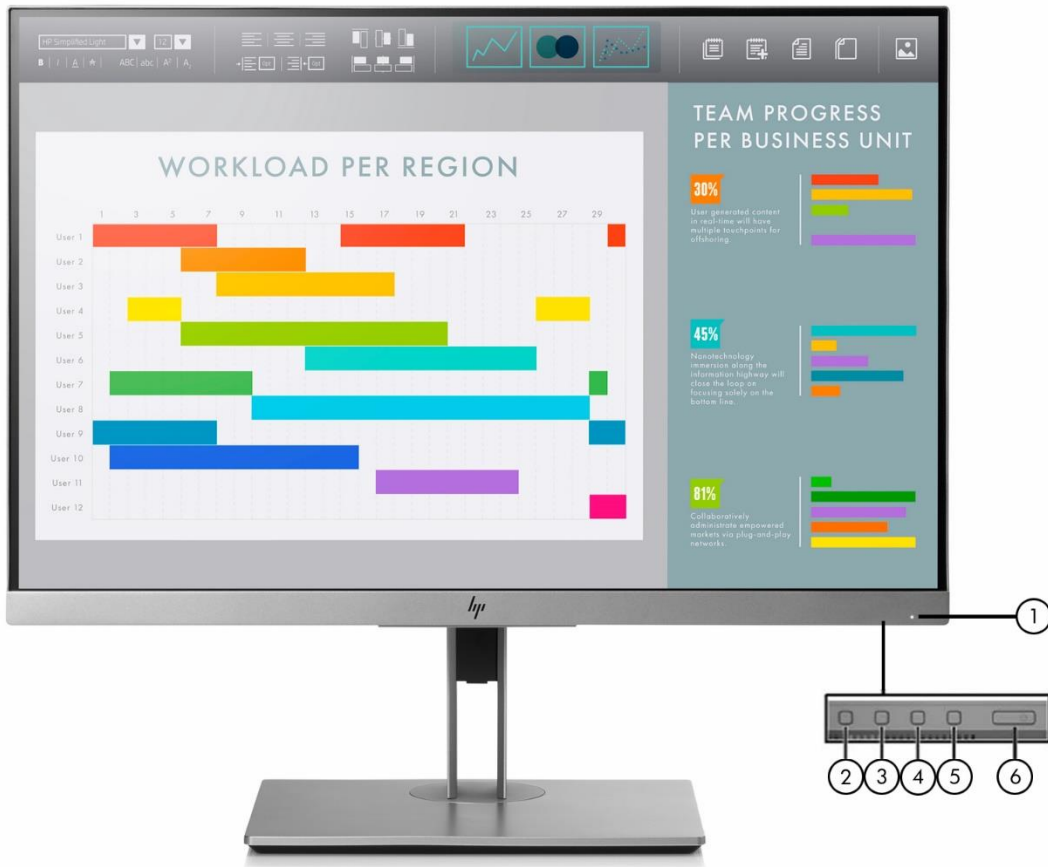 HP Simplified Light
12
B I A A ABC abc A² A,
Opt Opt
WORKLOAD PER REGION
1 3 5 7 9 11 13 15 17 19 21 23 25 27 29
User 1
User 2
User 3
User 4
User 5
User 6
User 7
User 8
User 9
User 10
User 11
User 12
TEAM PROGRESS
PER BUSINESS UNIT
30%
User generated content
in real-time will have
multiple touchpoints for
offshoring.
45%
Nanotechnology
immersion along the
information highway will
close the loop on
focusing solely on the
bottom line.
81%
Collaboratively
administrate empowered
markets via plug-and-play
networks.
hp
1
2 3 4 5 6